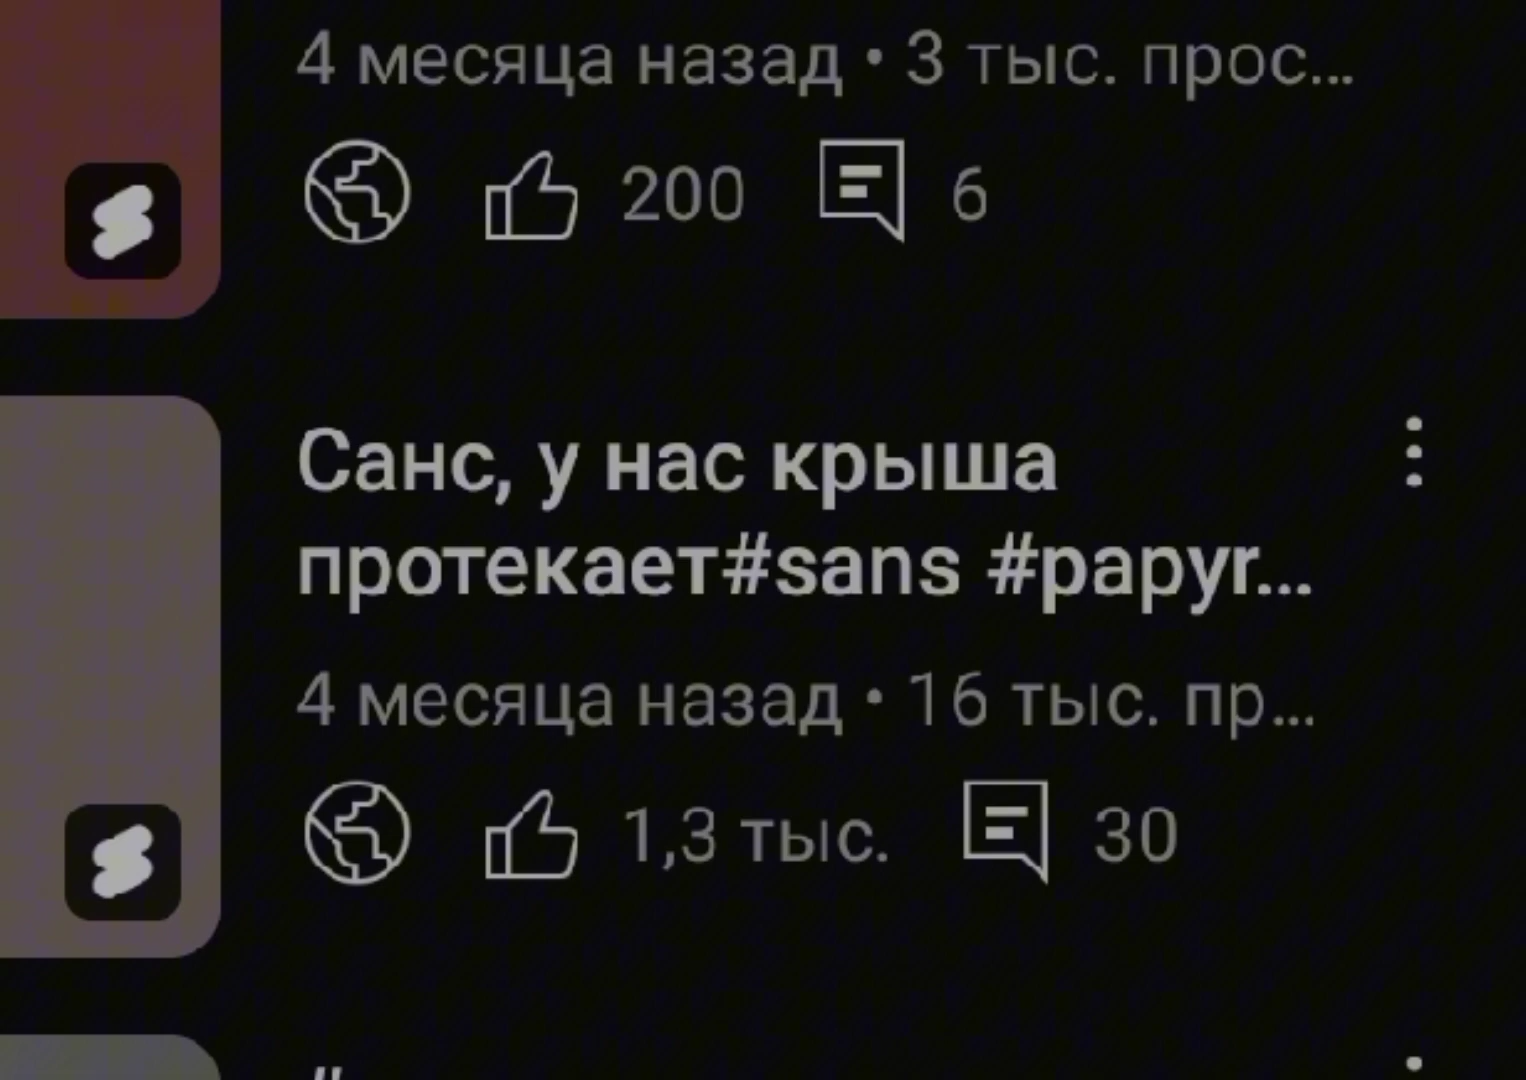 4 месяца назад • 3 тыс. прос...
200 6
Санс, у нас крыша
протекает#sans #papyr...
4 месяца назад • 16 тыс. пр...
1,3 тыс. 30
#